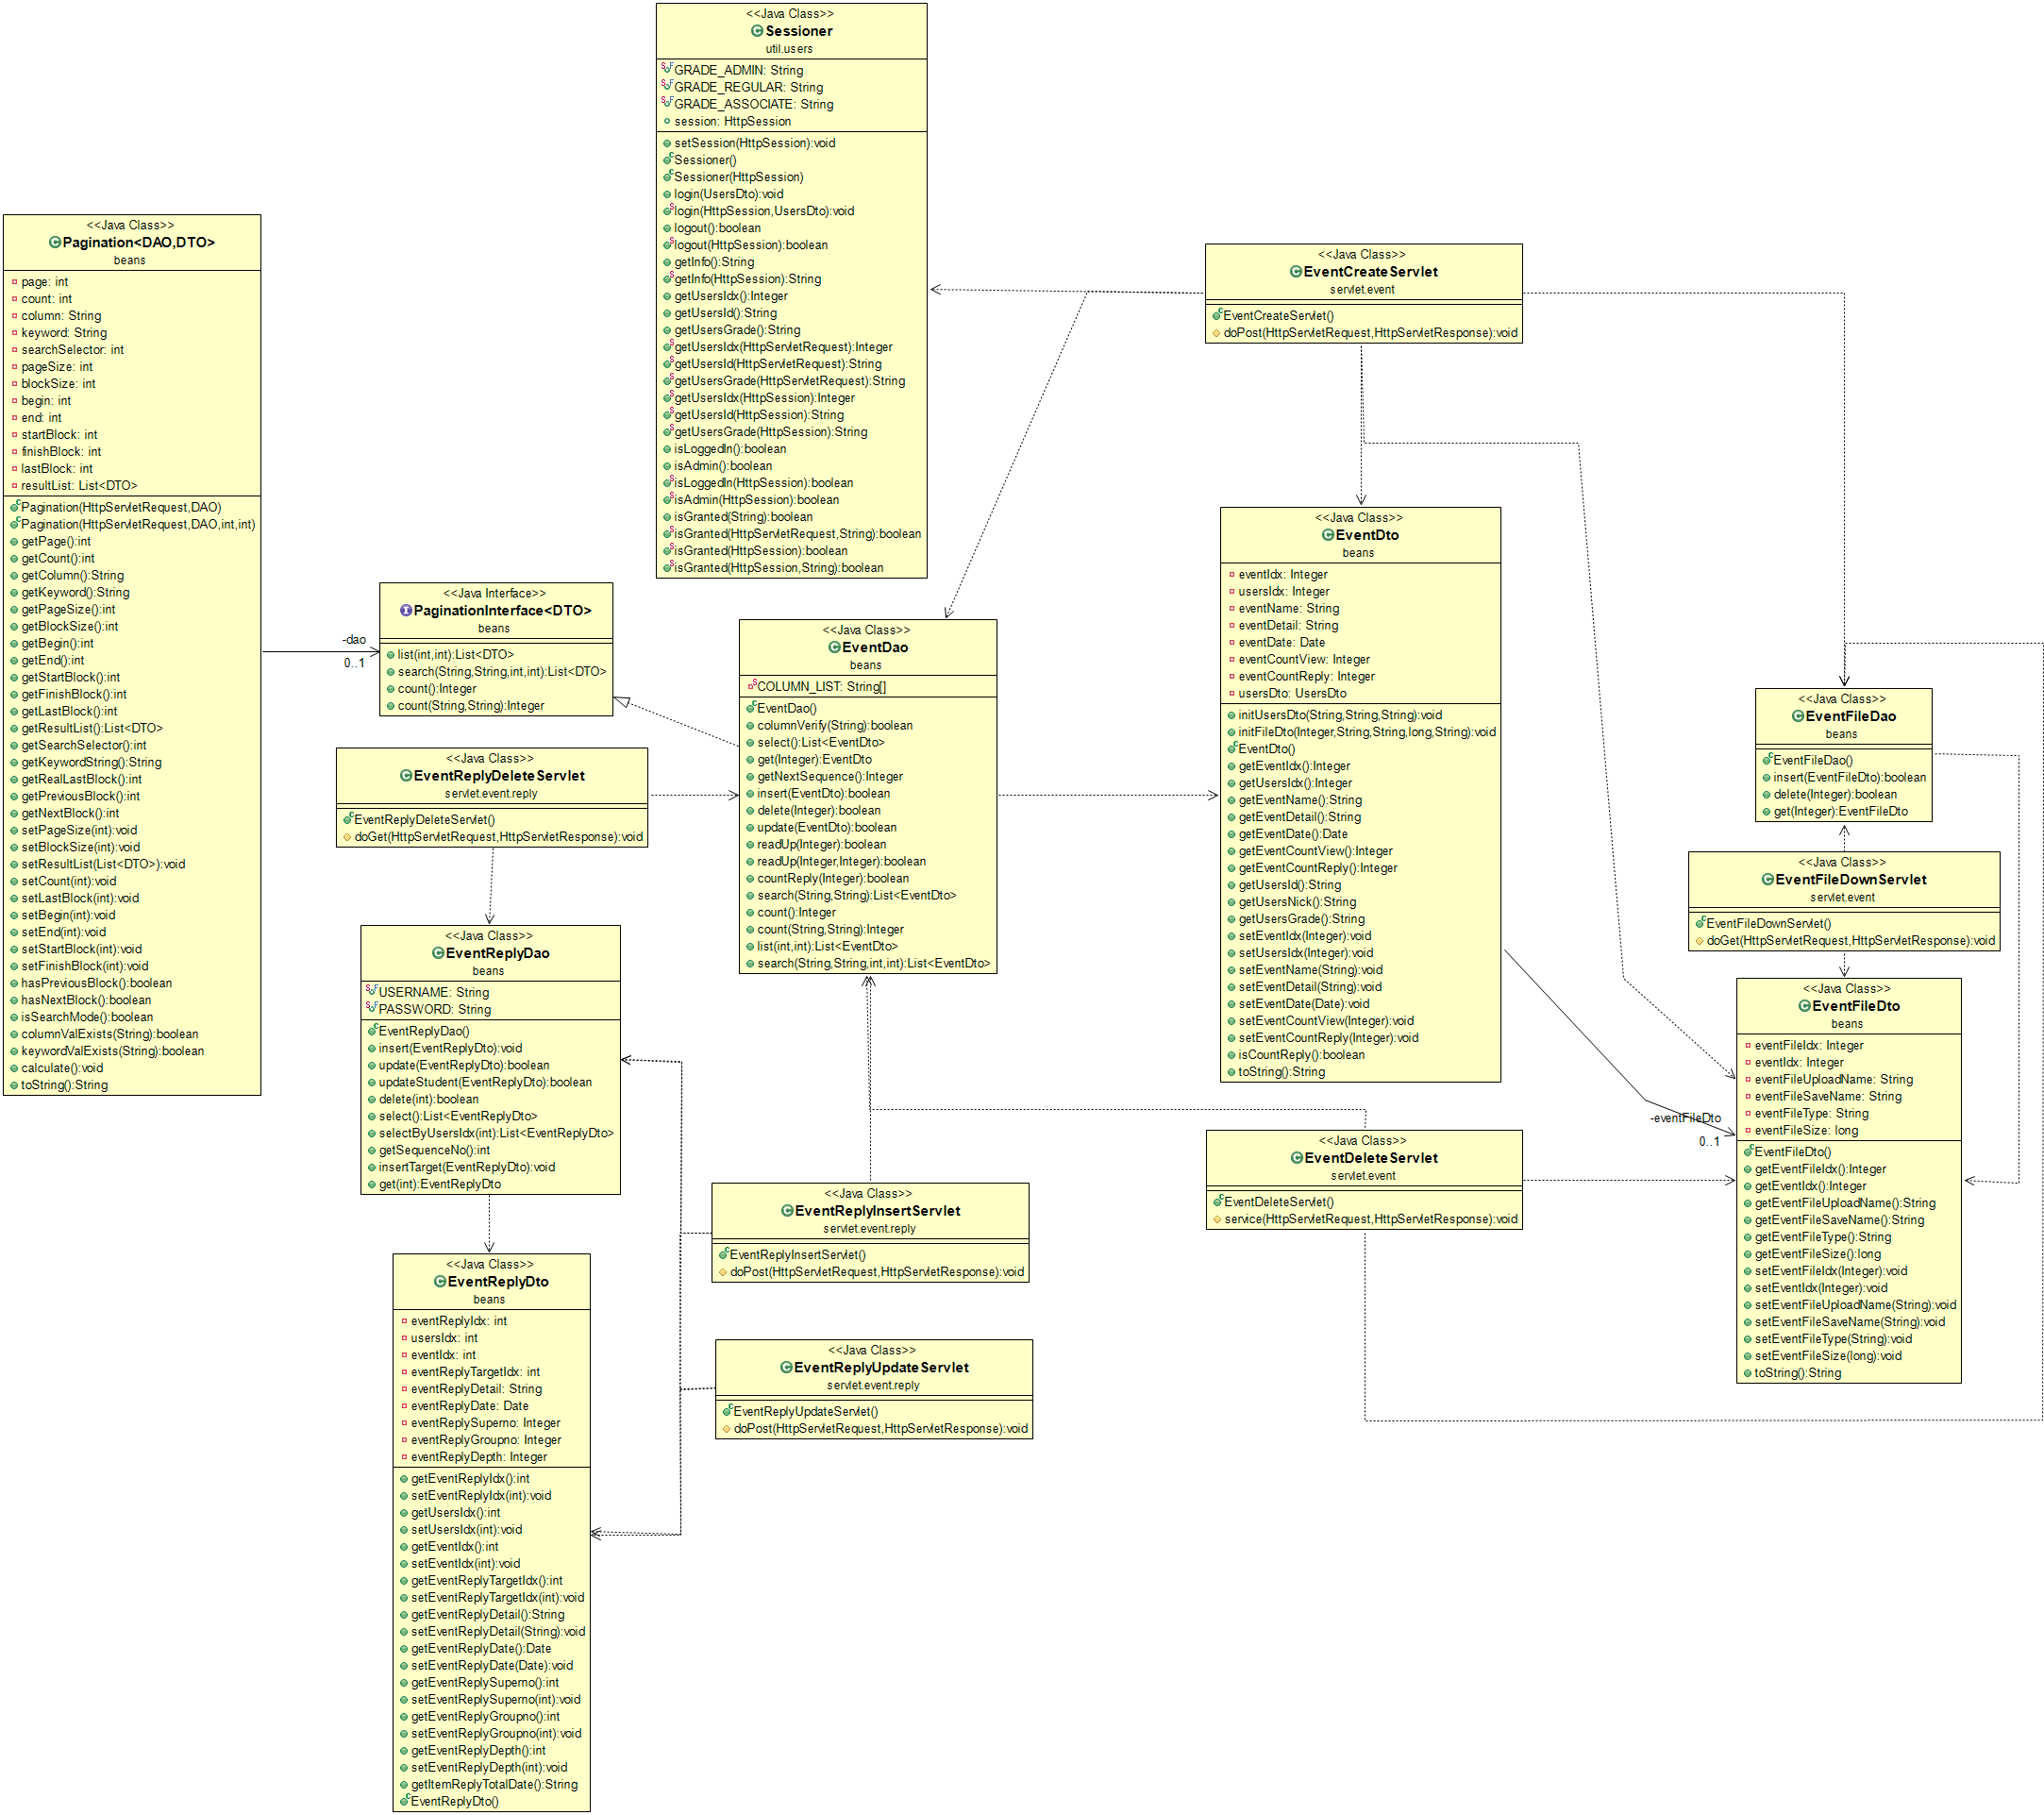 <<Java Class>>
Sessioner
util.users
GRADE_ADMIN: String
GRADE_REGULAR: String
GRADE_ASSOCIATE: String
session: HttpSession
setSession(HttpSession):void
Sessioner()
Sessioner(HttpSession)
login(UsersDto):void
login(HttpSession,UsersDto):void
logout():boolean
logout(HttpSession):boolean
getInfo():String
getInfo(HttpSession):String
getUsersIdx():Integer
getUsersId():String
getUsersGrade():String
getUsersIdx(HttpServletRequest):Integer
getUsersId(HttpServletRequest):String
getUsersGrade(HttpServletRequest):String
getUsersIdx(HttpSession):Integer
getUsersId(HttpSession):String
getUsersGrade(HttpSession):String
isLoggedIn():boolean
isAdmin():boolean
isLoggedIn(HttpSession):boolean
isAdmin(HttpSession):boolean
isGranted(String):boolean
isGranted(HttpServletRequest,String):boolean
isGranted(HttpSession):boolean
isGranted(HttpSession,String):boolean
<<Java Class>>
Pagination<DAO,DTO>
beans
page: int
count: int
column: String
keyword: String
searchSelector: int
pageSize: int
blockSize: int
begin: int
end: int
startBlock: int
finishBlock: int
lastBlock: int
resultList: List<DTO>
Pagination(HttpServletRequest,DAO)
Pagination(HttpServletRequest,DAO,int,int)
getPage():int
getCount():int
getColumn():String
getKeyword():String
getPageSize():int
getBlockSize():int
getBegin():int
getEnd():int
getStartBlock():int
getFinishBlock():int
getLastBlock():int
getResultList():List<DTO>
getSearchSelector():int
getKeywordString():String
getRealLastBlock():int
getPreviousBlock():int
getNextBlock():int
setPageSize(int):void
setBlockSize(int):void
setResultList(List<DTO>):void
setCount(int):void
setLastBlock(int):void
setBegin(int):void
setEnd(int):void
setStartBlock(int):void
setFinishBlock(int):void
hasPreviousBlock():boolean
hasNextBlock():boolean
isSearchMode():boolean
columnValExists(String):boolean
keywordValExists(String):boolean
calculate():void
toString():String
-dao
0..1
<<Java Interface>>
PaginationInterface<DTO>
beans
list(int,int):List<DTO>
search(String,String,int,int):List<DTO>
count():Integer
count(String,String):Integer
<<Java Class>>
EventCreateServlet
servlet.event
EventCreateServlet()
doPost(HttpServletRequest,HttpServletResponse):void
<<Java Class>>
EventDao
beans
COLUMN_LIST: String[]
EventDao()
columnVerify(String):boolean
select():List<EventDto>
get(Integer):EventDto
getNextSequence():Integer
insert(EventDto):boolean
delete(Integer):boolean
update(EventDto):boolean
readUp(Integer):boolean
readUp(Integer,Integer):boolean
countReply(Integer):boolean
search(String,String):List<EventDto>
count():Integer
count(String,String):Integer
list(int,int):List<EventDto>
search(String,String,int,int):List<EventDto>
<<Java Class>>
EventDto
beans
eventIdx: Integer
usersIdx: Integer
eventName: String
eventDetail: String
eventDate: Date
eventCountView: Integer
eventCountReply: Integer
usersDto: UsersDto
initUsersDto(String,String,String):void
initFileDto(Integer,String,String,long,String):void
EventDto()
getEventIdx():Integer
getUsersIdx():Integer
getEventName():String
getEventDetail():String
getEventDate():Date
getEventCountView():Integer
getEventCountReply():Integer
getUsersId():String
getUsersNick():String
getUsersGrade():String
setEventIdx(Integer):void
setUsersIdx(Integer):void
setEventName(String):void
setEventDetail(String):void
setEventDate(Date):void
setEventCountView(Integer):void
setEventCountReply(Integer):void
isCountReply():boolean
toString():String
<<Java Class>>
EventFileDao
beans
EventFileDao()
insert(EventFileDto):boolean
delete(Integer):boolean
get(Integer):EventFileDto
<<Java Class>>
EventFileDownServlet
servlet.event
EventFileDownServlet()
doGet(HttpServletRequest,HttpServletResponse):void
<<Java Class>>
EventFileDto
beans
eventFileIdx: Integer
eventIdx: Integer
eventFileUploadName: String
eventFileSaveName: String
eventFileType: String
eventFileSize: long
EventFileDto()
getEventFileIdx():Integer
getEventIdx():Integer
getEventFileUploadName():String
getEventFileSaveName():String
getEventFileType():String
getEventFileSize():long
setEventFileIdx(Integer):void
setEventIdx(Integer):void
setEventFileUploadName(String):void
setEventFileSaveName(String):void
setEventFileType(String):void
setEventFileSize(long):void
toString():String
-eventFileDto
0..1
<<Java Class>>
EventReplyDeleteServlet
servlet.event.reply
EventReplyDeleteServlet()
doGet(HttpServletRequest,HttpServletResponse):void
<<Java Class>>
EventReplyDao
beans
USERNAME: String
PASSWORD: String
EventReplyDao()
insert(EventReplyDto):void
update(EventReplyDto):boolean
updateStudent(EventReplyDto):boolean
delete(int):boolean
select():List<EventReplyDto>
selectByUsersIdx(int):List<EventReplyDto>
getSequenceNo():int
insertTarget(EventReplyDto):void
get(int):EventReplyDto
<<Java Class>>
EventDeleteServlet
servlet.event
EventDeleteServlet()
service(HttpServletRequest,HttpServletResponse):void
<<Java Class>>
EventReplyInsertServlet
servlet.event.reply
EventReplyInsertServlet()
doPost(HttpServletRequest,HttpServletResponse):void
<<Java Class>>
EventReplyUpdateServlet
servlet.event.reply
EventReplyUpdateServlet()
doPost(HttpServletRequest,HttpServletResponse):void
<<Java Class>>
EventReplyDto
beans
eventReplyIdx: int
usersIdx: int
eventIdx: int
eventReplyTargetIdx: int
eventReplyDetail: String
eventReplyDate: Date
eventReplySuperno: Integer
eventReplyGroupno: Integer
eventReplyDepth: Integer
getEventReplyIdx():int
setEventReplyIdx(int):void
getUsersIdx():int
setUsersIdx(int):void
getEventIdx():int
setEventIdx(int):void
getEventReplyTargetIdx():int
setEventReplyTargetIdx(int):void
getEventReplyDetail():String
setEventReplyDetail(String):void
getEventReplyDate():Date
setEventReplyDate(Date):void
getEventReplySuperno():int
setEventReplySuperno(int):void
getEventReplyGroupno():int
setEventReplyGroupno(int):void
getEventReplyDepth():int
setEventReplyDepth(int):void
getItemReplyTotalDate():String
EventReplyDto()